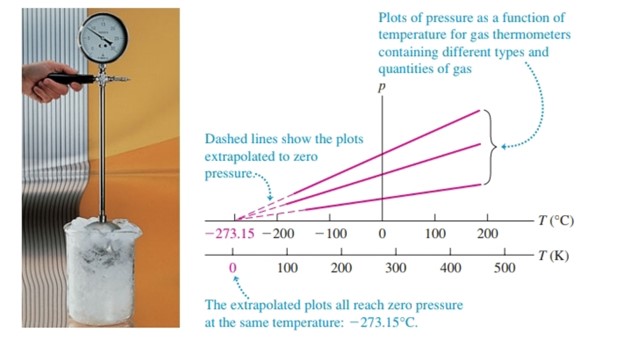 Plots of pressure as a function of
temperature for gas thermometers
containing different types and
quantities of gas
p
Dashed lines show the plots
extrapolated to zero
pressure.
−273.15 −200 −100 0 100 200 T (°C)
0 100 200 300 400 500 T (K)
The extrapolated plots all reach zero pressure
at the same temperature: −273.15°C.